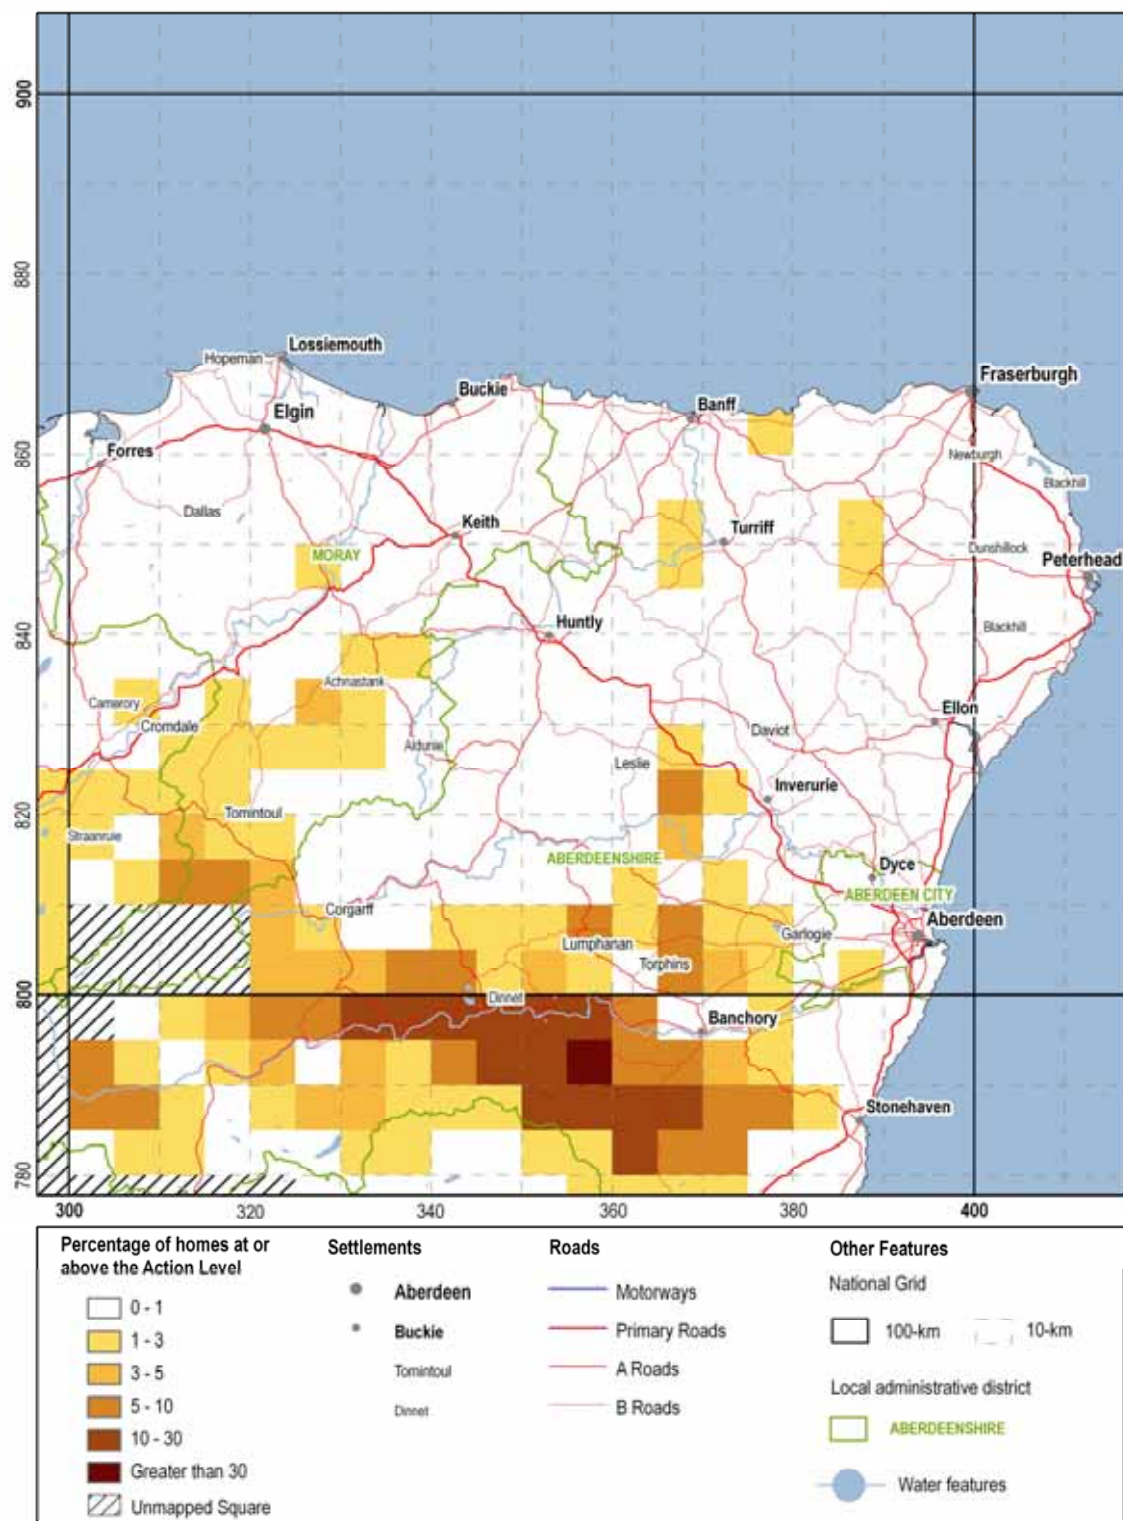 900
880
860
840
820
800
780
Lossiemouth
Hopeman
Buckie
Fraserburgh
Elgin
Banff
Forres
Newburgh
Blackhill
Dallas
Keith
Turriff
MORAY
Dunshillock
Peterhead
Huntly
Blackhill
Achnastank
Camerory
Cromdale
Ellon
Daviot
Aldunie
Leslie
Inverurie
Tomintoul
Straanruie
ABERDEENSHIRE
Dyce
ABERDEEN CITY
Corgarff
Aberdeen
Garlogie
Lumphanan
Torphins
Dinnet
Banchory
Stonehaven
300
320
340
360
380
400
Percentage of homes at or
above the Action Level
0 - 1
1 - 3
3 - 5
5 - 10
10 - 30
Greater than 30
Unmapped Square
Settlements
Aberdeen
Buckie
Tomintoul
Dinnet
Roads
Motorways
Primary Roads
A Roads
B Roads
Other Features
National Grid
100-km
10-km
Local administrative district
ABERDEENSHIRE
Water features